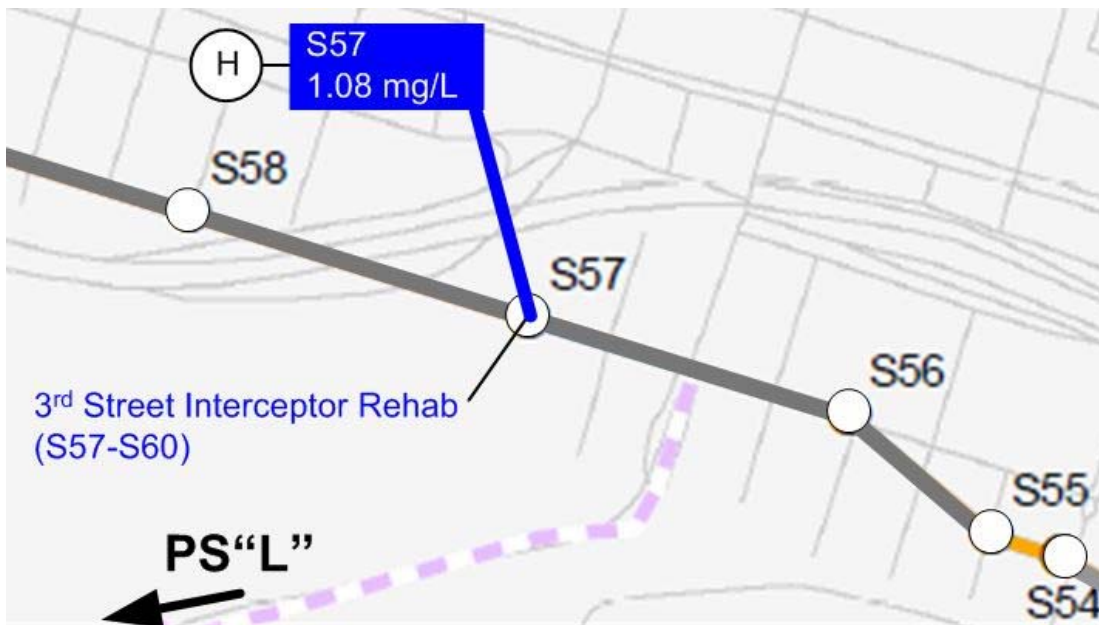 H
S57
1.08 mg/L
S58
S57
S56
3rd Street Interceptor Rehab
(S57-S60)
S55
PS“L”
S54